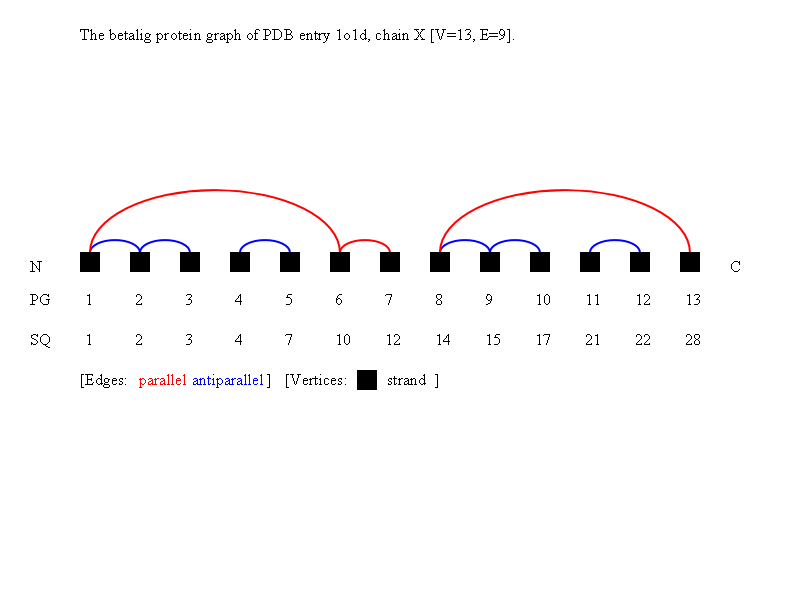 The betalig protein graph of PDB entry 1o1d, chain X [V=13, E=9].
N C
PG 1 2 3 4 5 6 7 8 9 10 11 12 13
SQ 1 2 3 4 7 10 12 14 15 17 21 22 28
[Edges: parallel antiparallel] [Vertices: strand ]